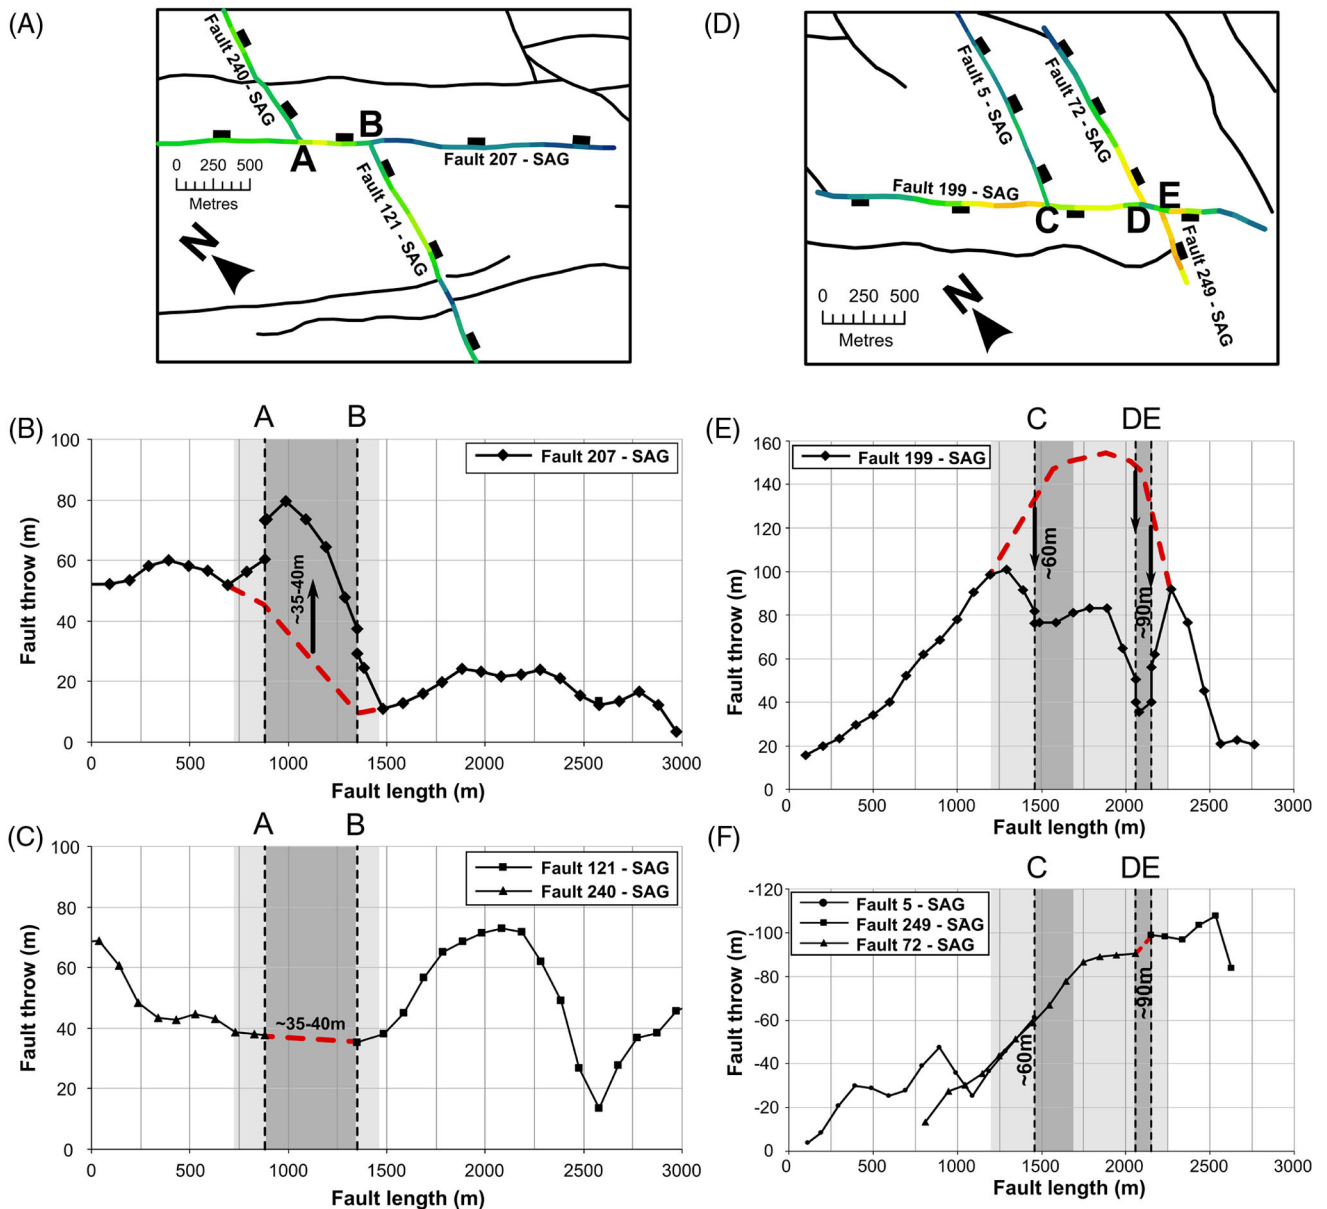 (A)
Fault 240 - SAG
B
A
Fault 207 - SAG
0 250 500
Metres
Fault 121 - SAG
N
(D)
Fault 5 - SAG
Fault 72 - SAG
Fault 199 - SAG
C
D
E
Fault 249 - SAG
N
0 250 500
Metres
(B)
A
B
Fault 207 - SAG
Fault throw (m)
100
80
60
40
20
0
~35-40m
0 500 1000 1500 2000 2500 3000
Fault length (m)
(E)
C
D
E
Fault 199 - SAG
Fault throw (m)
160
140
120
100
80
60
40
20
0
~60m
~90m
0 500 1000 1500 2000 2500 3000
Fault length (m)
(C)
A
B
Fault 121 - SAG
Fault 240 - SAG
Fault throw (m)
100
80
60
40
20
0
~35-40m
0 500 1000 1500 2000 2500 3000
Fault length (m)
(F)
C
D
E
Fault 5 - SAG
Fault 249 - SAG
Fault 72 - SAG
Fault throw (m)
-120
-100
-80
-60
-40
-20
0
~60m
~90m
0 500 1000 1500 2000 2500 3000
Fault length (m)